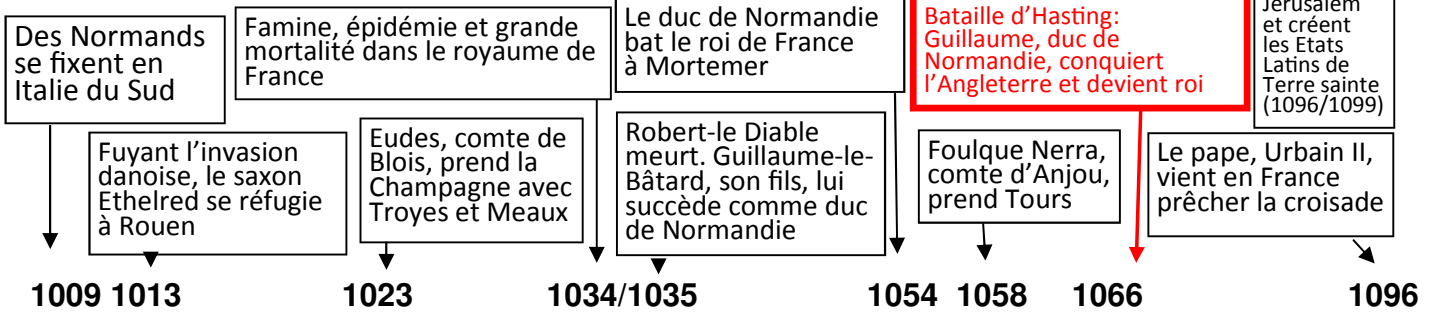 Des Normands
se fixent en
Italie du Sud
Famine, épidémie et grande
mortalité dans le royaume de
France
Le duc de Normandie
bat le roi de France
à Mortemer
Bataille d’Hasting:
Guillaume, duc de
Normandie, conquiert
l’Angleterre et devient roi
Jérusalem
et créent
les Etats
Latins de
Terre sainte
(1096/1099)
Fuyant l’invasion
danoise, le saxon
Ethelred se réfugie
à Rouen
Eudes, comte de
Blois, prend la
Champagne avec
Troyes et Meaux
Robert-le Diable
meurt. Guillaume-le-
Bâtard, son fils, lui
succède comme duc
de Normandie
Foulque Nerra,
comte d’Anjou,
prend Tours
Le pape, Urbain II,
vient en France
prêcher la croisade
1009 1013 1023 1034/1035 1054 1058 1066 1096